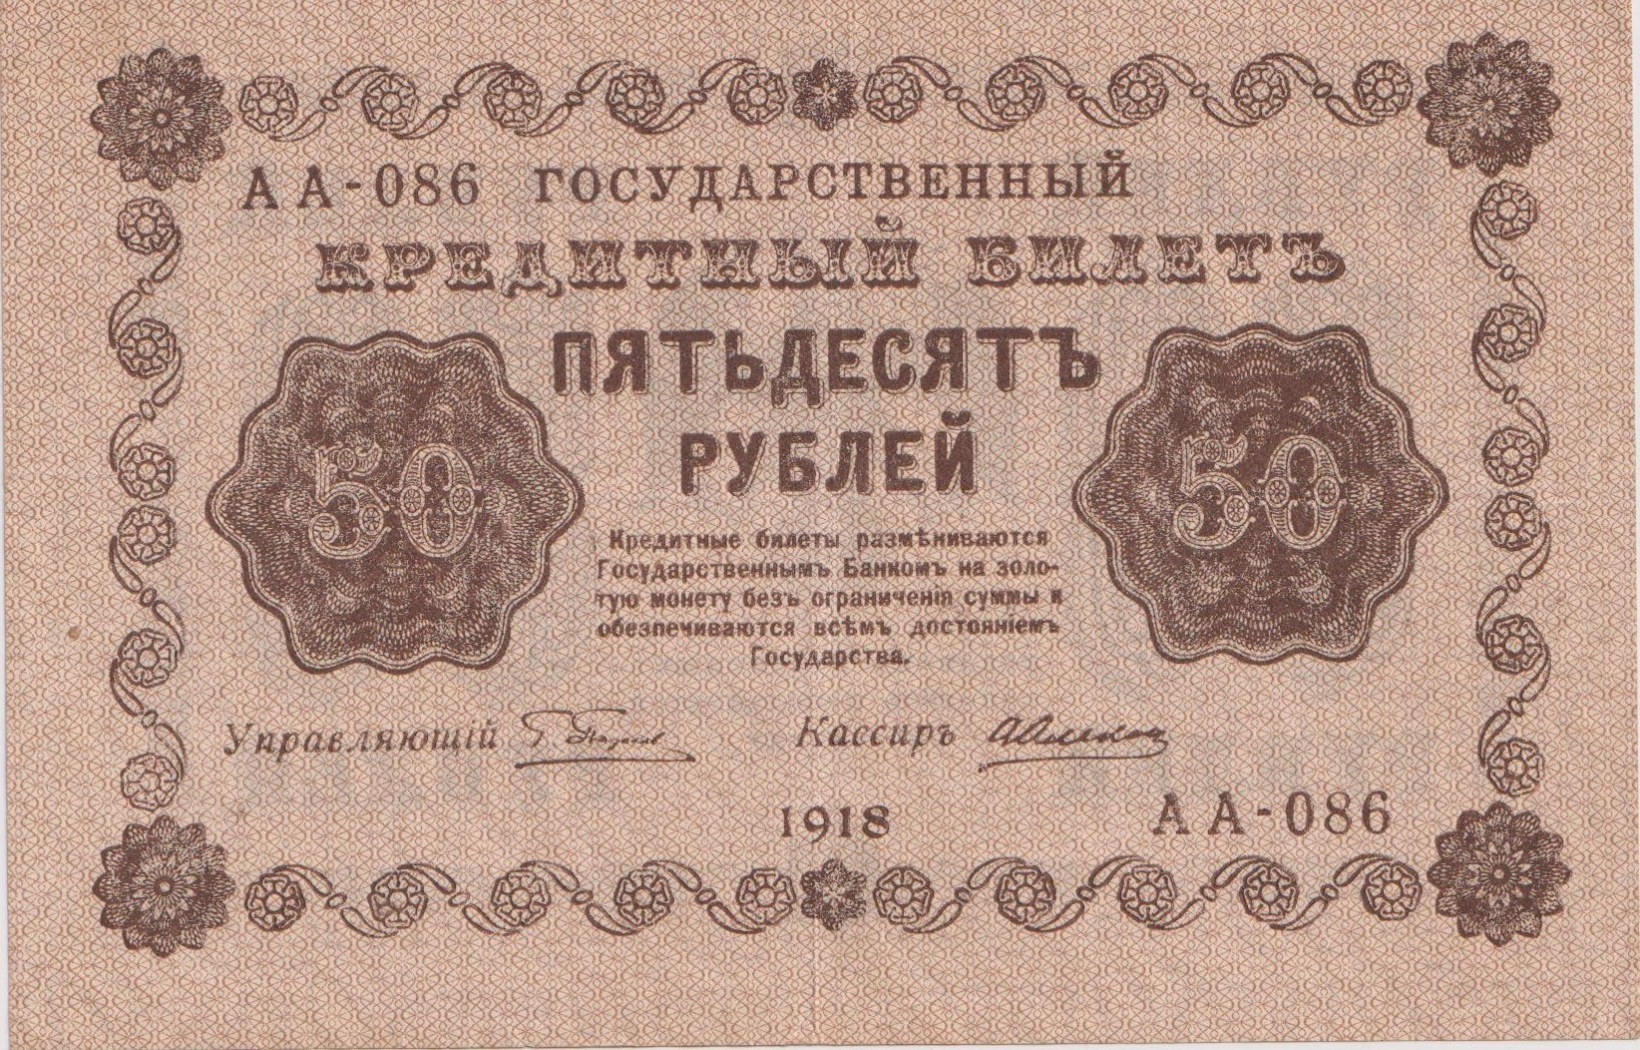 АА-086 ГОСУДАРСТВЕННЫЙ
КРЕДИТНЫЙ БИЛЕТЪ
ПЯТЬДЕСЯТЪ
РУБЛЕЙ
50 50
Кредитные билеты размѣниваются
Государственнымъ Банкомъ на золо-
тую монету безъ ограниченія суммы и
обезпечиваются всѣмъ достояніемъ
Государства.
Управляющій Кассиръ
1918 АА-086